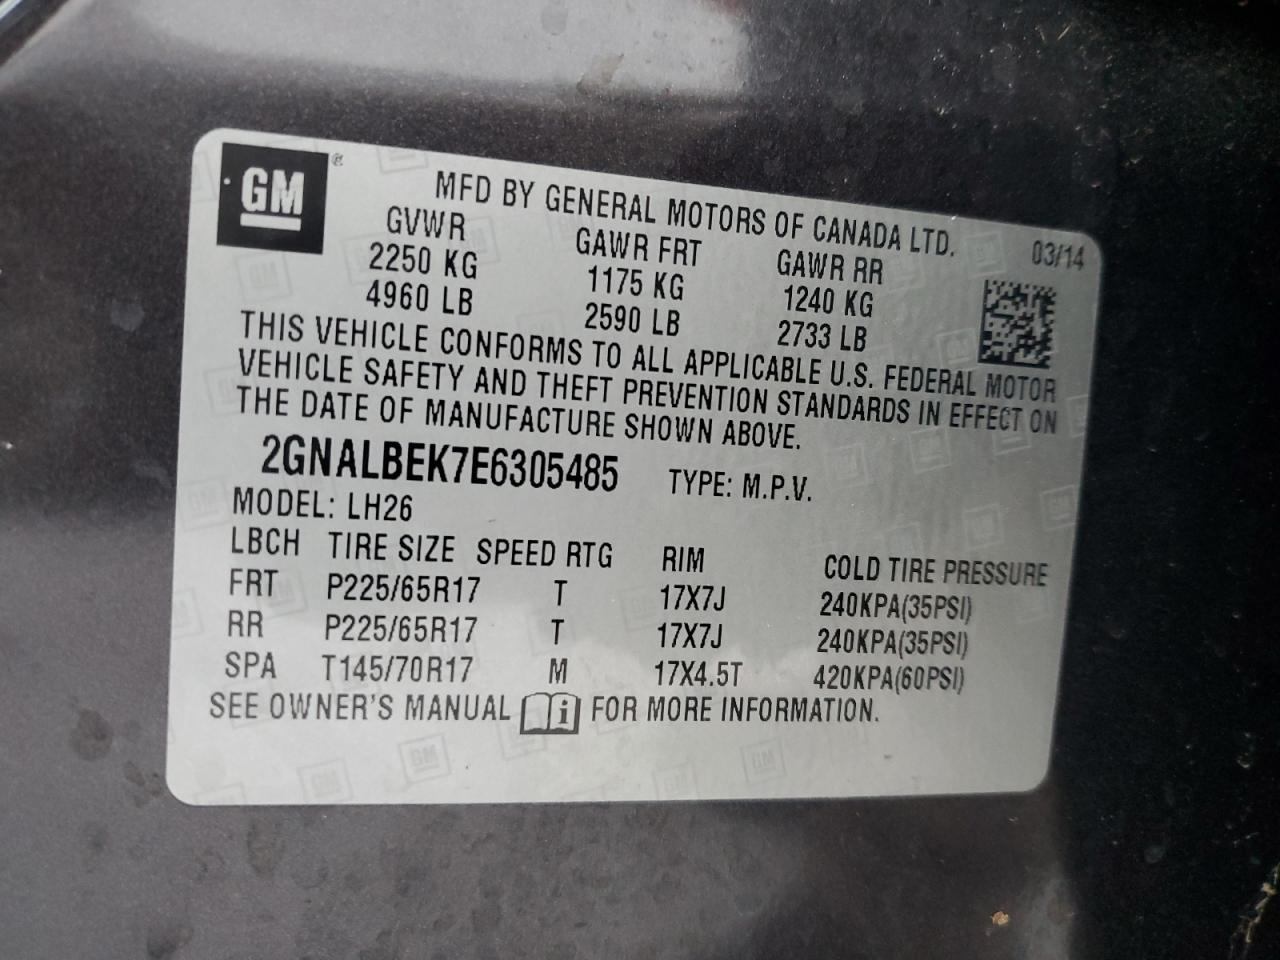 GM ®
MFD BY GENERAL MOTORS OF CANADA LTD.
03/14
GVWR GAWR FRT GAWR RR
2250 KG 1175 KG 1240 KG
4960 LB 2590 LB 2733 LB
THIS VEHICLE CONFORMS TO ALL APPLICABLE U.S. FEDERAL MOTOR
VEHICLE SAFETY AND THEFT PREVENTION STANDARDS IN EFFECT ON
THE DATE OF MANUFACTURE SHOWN ABOVE.
2GNALBEK7E6305485 TYPE: M.P.V.
MODEL: LH26
LBCH TIRE SIZE SPEED RTG RIM COLD TIRE PRESSURE
FRT P225/65R17 T 17X7J 240KPA(35PSI)
RR P225/65R17 T 17X7J 240KPA(35PSI)
SPA T145/70R17 M 17X4.5T 420KPA(60PSI)
SEE OWNER'S MANUAL i FOR MORE INFORMATION.